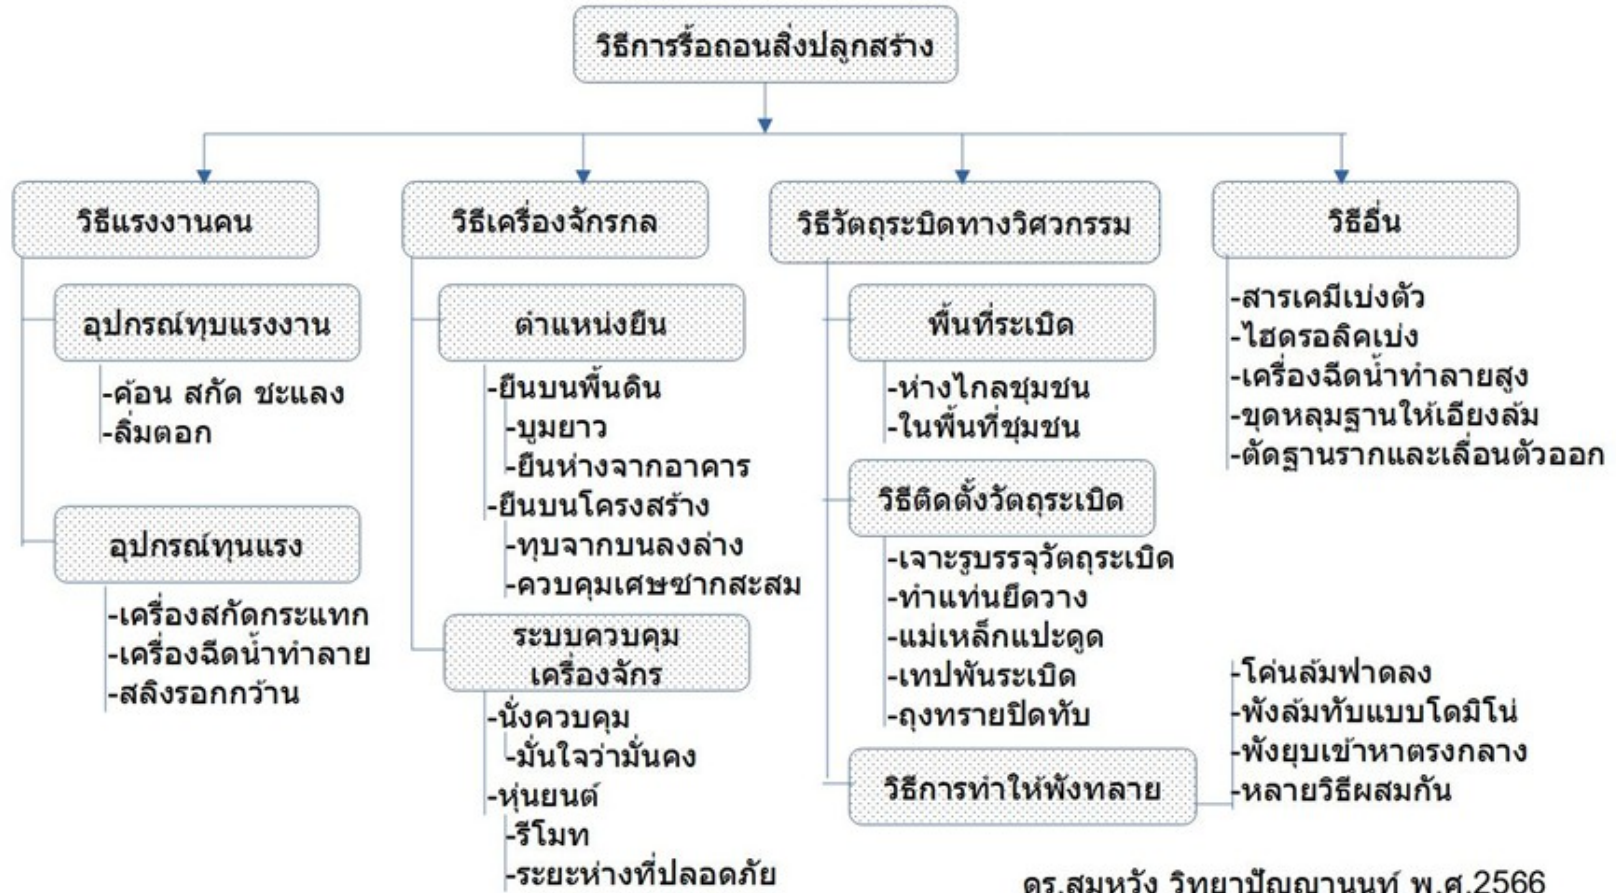 วิธีการรื้อถอนสิ่งปลูกสร้าง
วิธีแรงงานคน
อุปกรณ์ทุบแรงงาน
-ค้อน สกัด ชะแลง
-ลิ่มตอก
อุปกรณ์ทุนแรง
-เครื่องสกัดกระแทก
-เครื่องฉีดน้ำทำลาย
-สลิงรอกกว้าน
วิธีเครื่องจักรกล
ตำแหน่งยืน
-ยืนบนพื้นดิน
-บูมยาว
-ยืนห่างจากอาคาร
-ยืนบนโครงสร้าง
-ทุบจากบนลงล่าง
-ควบคุมเศษซากสะสม
ระบบควบคุม
เครื่องจักร
-นั่งควบคุม
-มั่นใจว่ามั่นคง
-หุ่นยนต์
-รีโมท
-ระยะห่างที่ปลอดภัย
วิธีวัตถุระบิดทางวิศวกรรม
พื้นที่ระเบิด
-ห่างไกลชุมชน
-ในพื้นที่ชุมชน
วิธีติดตั้งวัตถุระเบิด
-เจาะรูบรรจุวัตถุระเบิด
-ทำแท่นยึดวาง
-แม่เหล็กแปะดูด
-เทปพันระเบิด
-ถุงทรายปิดทับ
วิธีการทำให้พังทลาย
-โค่นล้มฟาดลง
-พังล้มทับแบบโดมิโน่
-พังยุบเข้าหาตรงกลาง
-หลายวิธีผสมกัน
วิธีอื่น
-สารเคมีเบ่งตัว
-ไฮดรอลิคเบ่ง
-เครื่องฉีดน้ำทำลายสูง
-ขุดหลุมฐานให้เอียงล้ม
-ตัดฐานรากและเลื่อนตัวออก
ดร.สมหวัง วิทยาปัญญานนท์ พ.ศ.2566